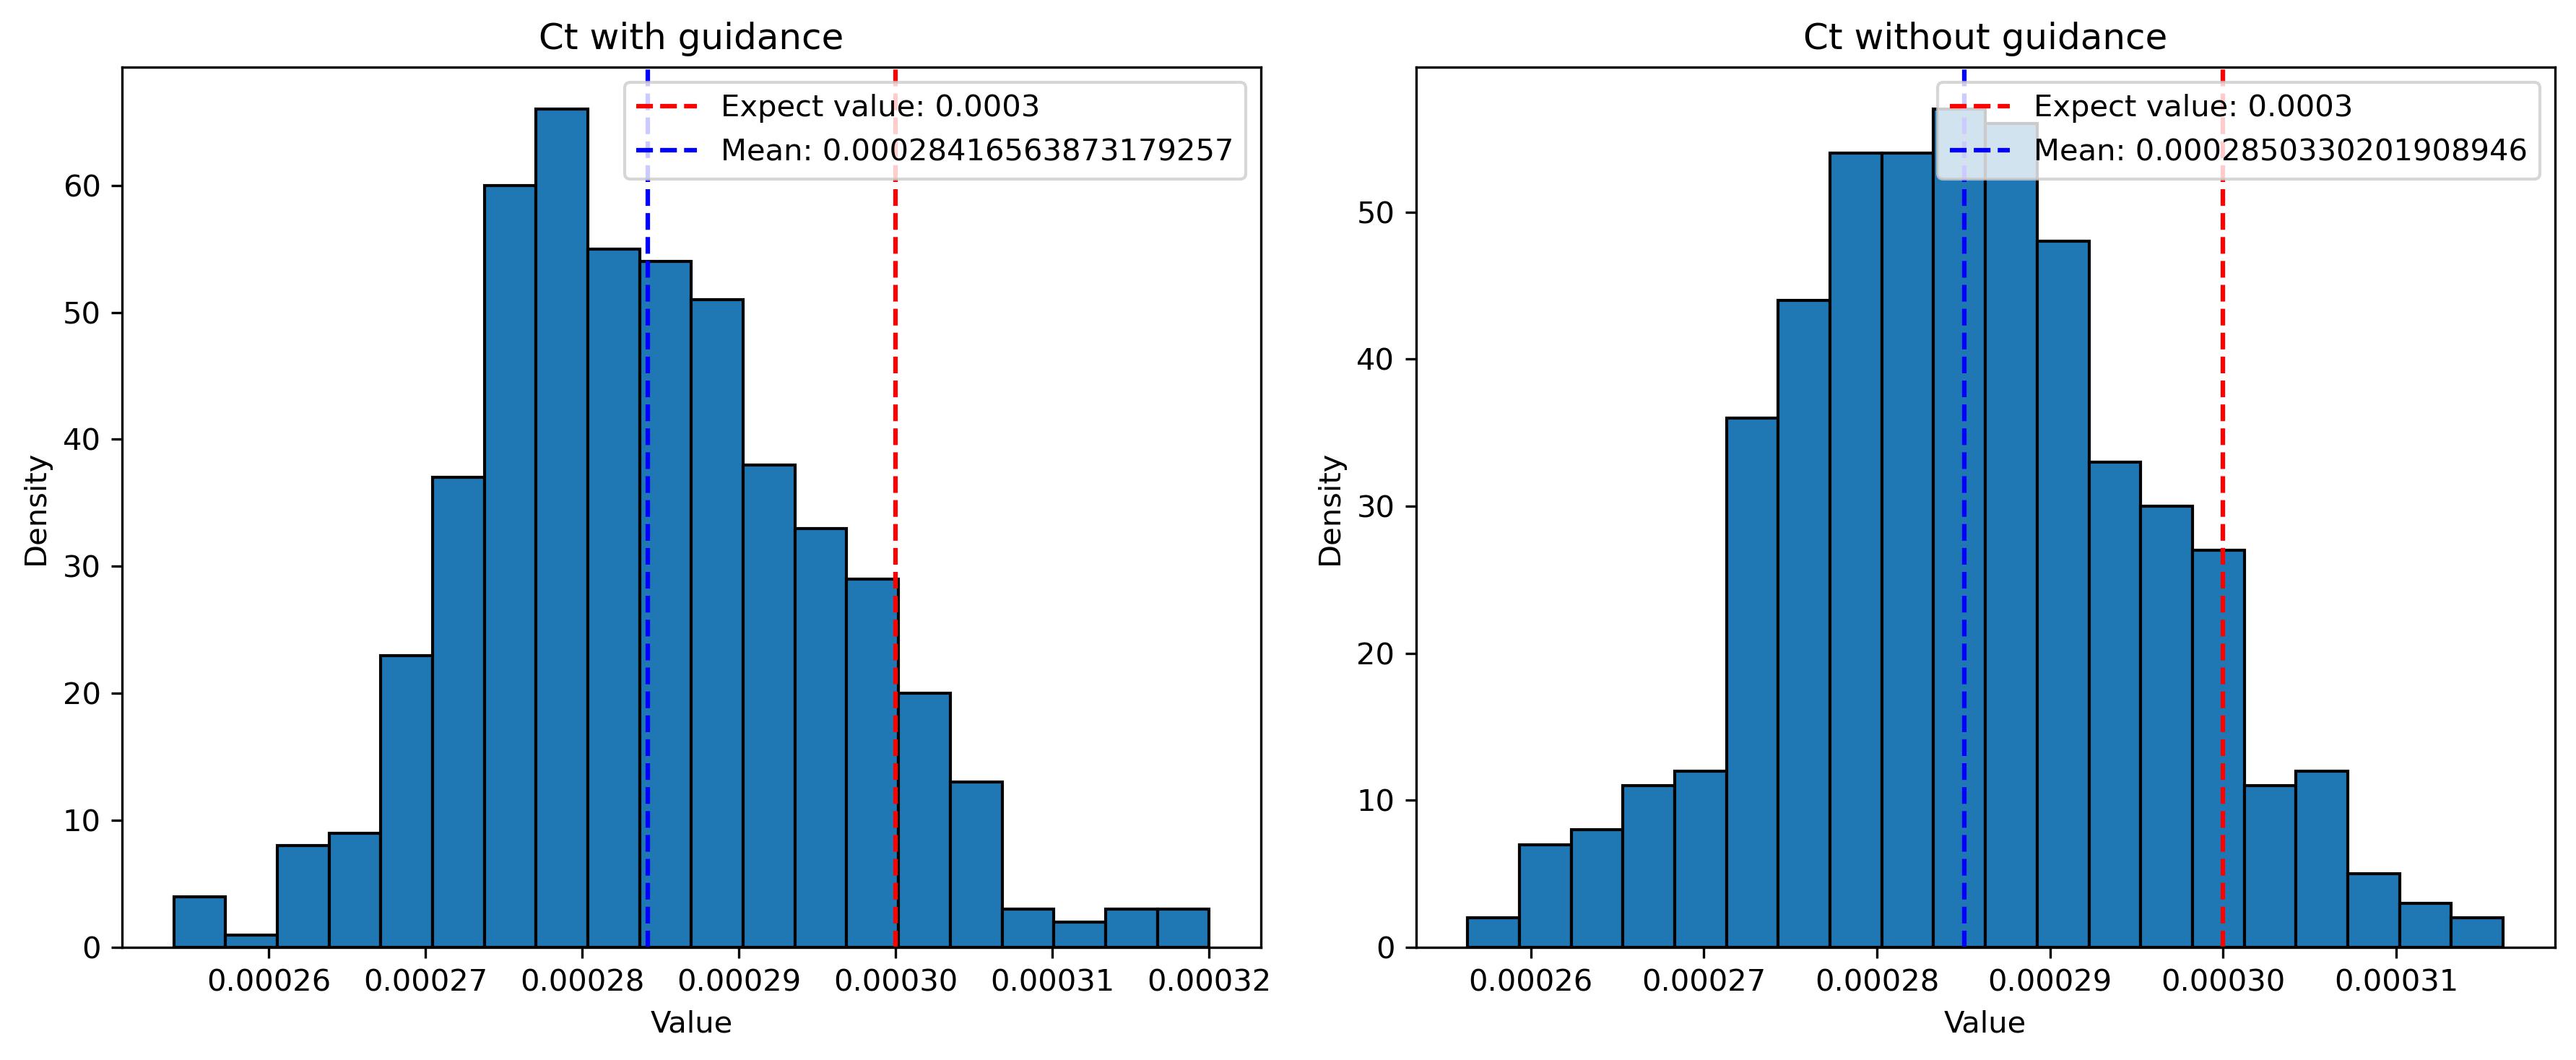 Ct with guidance
Expect value: 0.0003
Mean: 0.00028416563873179257
60
50
40
30
20
10
0
Density
0.00026 0.00027 0.00028 0.00029 0.00030 0.00031 0.00032
Value
Ct without guidance
Expect value: 0.0003
Mean: 0.0002850330201908946
50
40
30
20
10
0
Density
0.00026 0.00027 0.00028 0.00029 0.00030 0.00031
Value